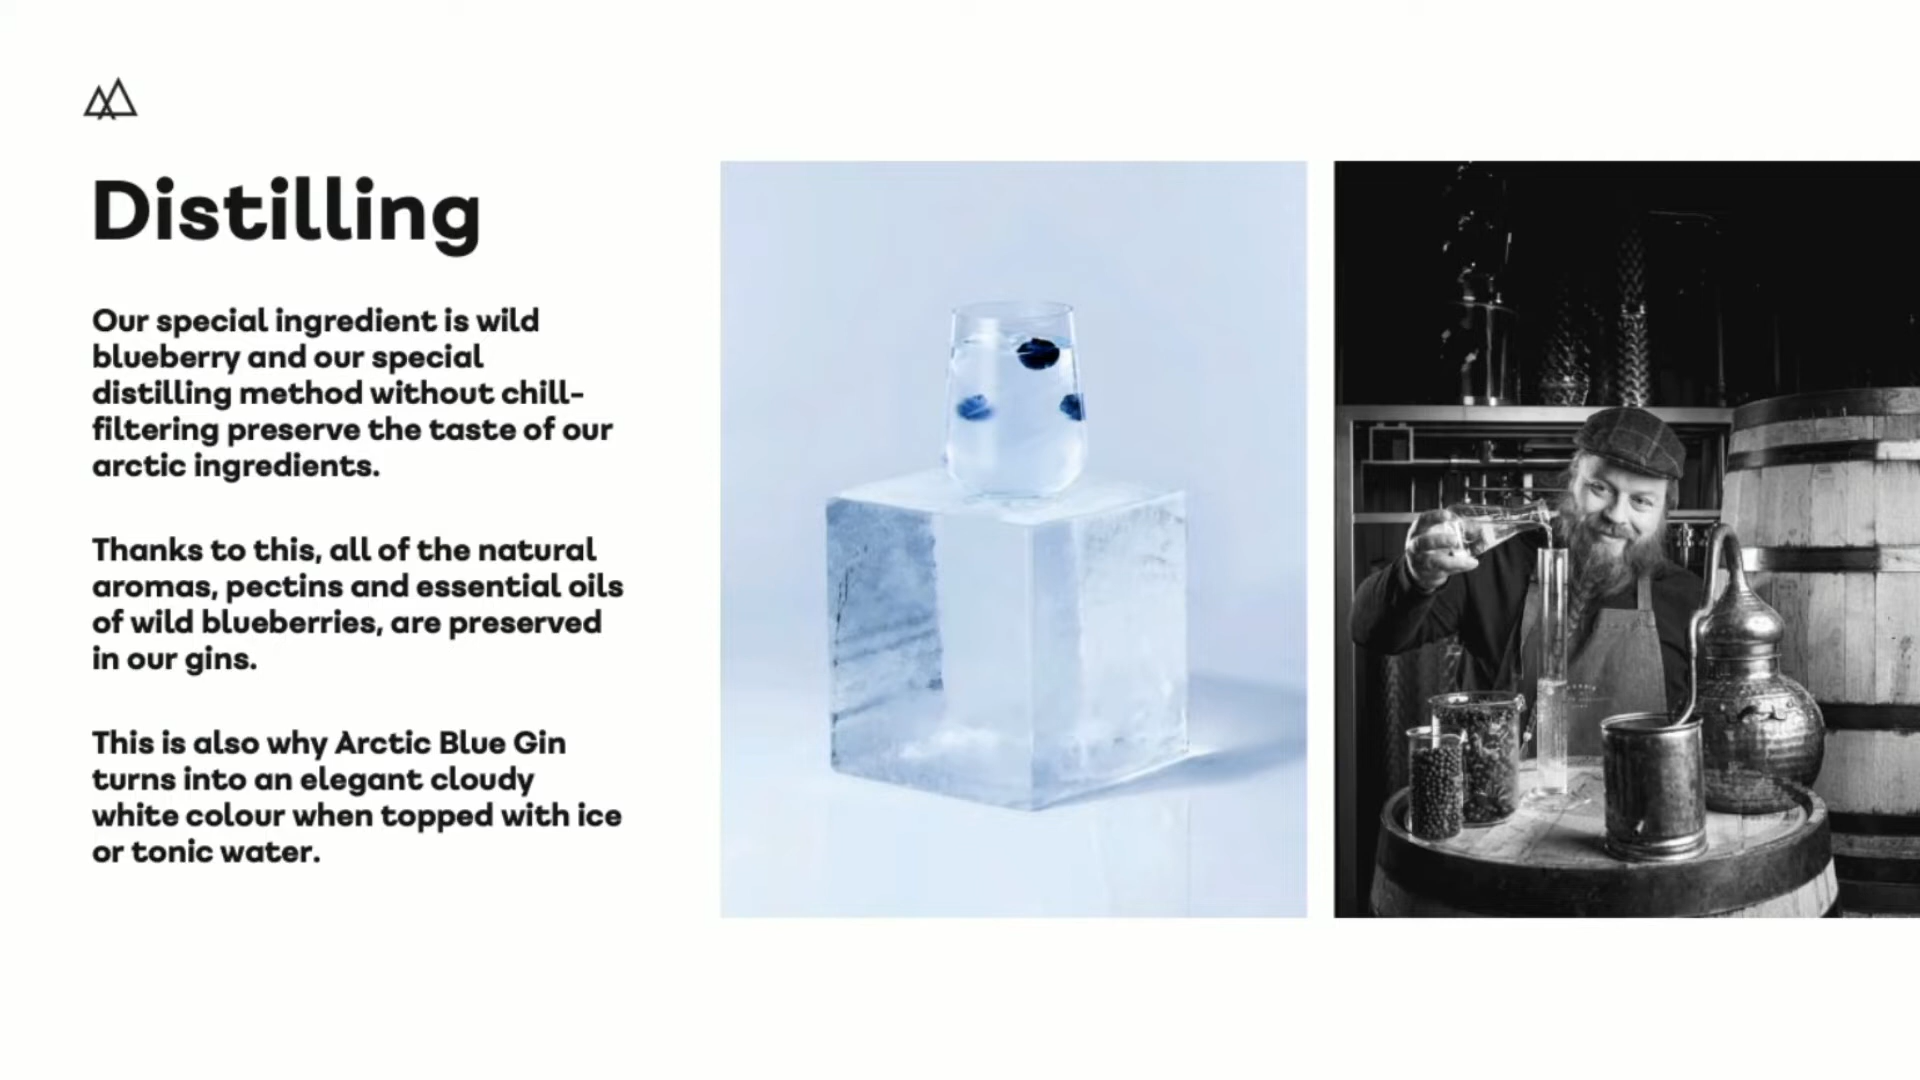 Distilling
Our special ingredient is wild
blueberry and our special
distilling method without chill-
filtering preserve the taste of our
arctic ingredients.
Thanks to this, all of the natural
aromas, pectins and essential oils
of wild blueberries, are preserved
in our gins.
This is also why Arctic Blue Gin
turns into an elegant cloudy
white colour when topped with ice
or tonic water.